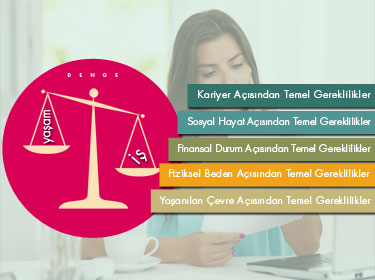 DENGE
yaşam
iş
Kariyer Açısından Temel Gereklilikler
Sosyal Hayat Açısından Temel Gereklilikler
Finansal Durum Açısından Temel Gereklilikler
Fiziksel Beden Açısından Temel Gereklilikler
Yaşanılan Çevre Açısından Temel Gereklilikler